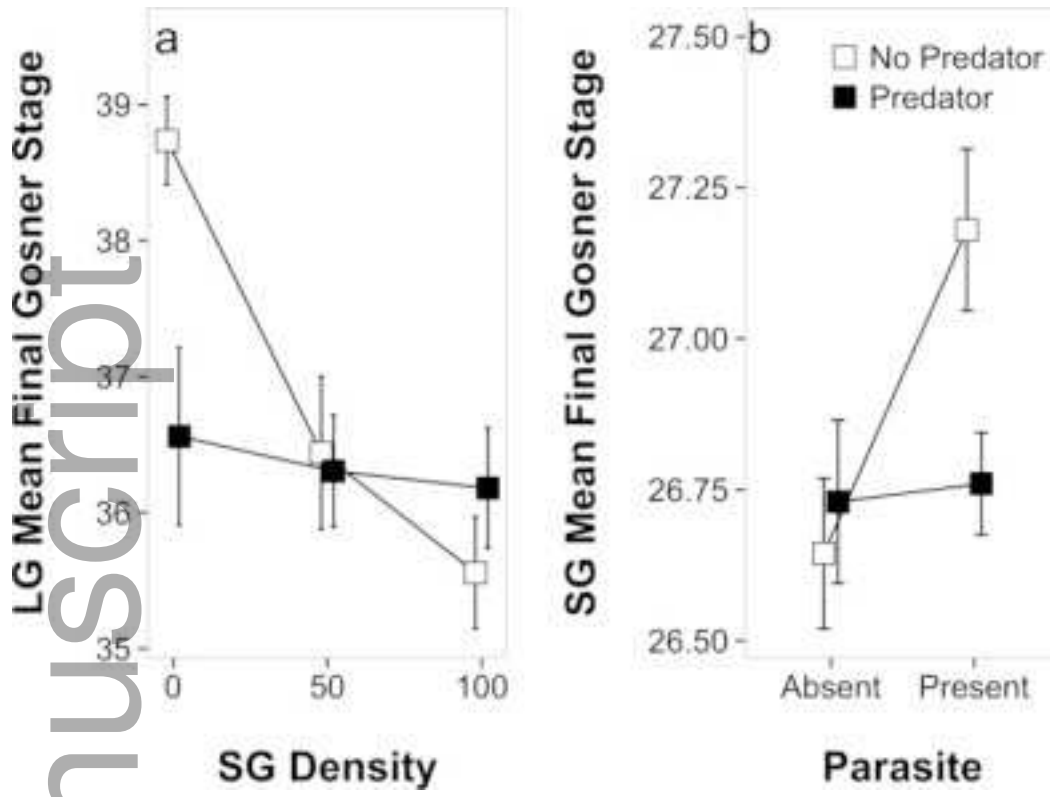 a
LG Mean Final Gosner Stage
39
38
37
36
35
0 50 100
SG Density
b
No Predator
Predator
SG Mean Final Gosner Stage
27.50
27.25
27.00
26.75
26.50
Absent Present
Parasite
nuscript